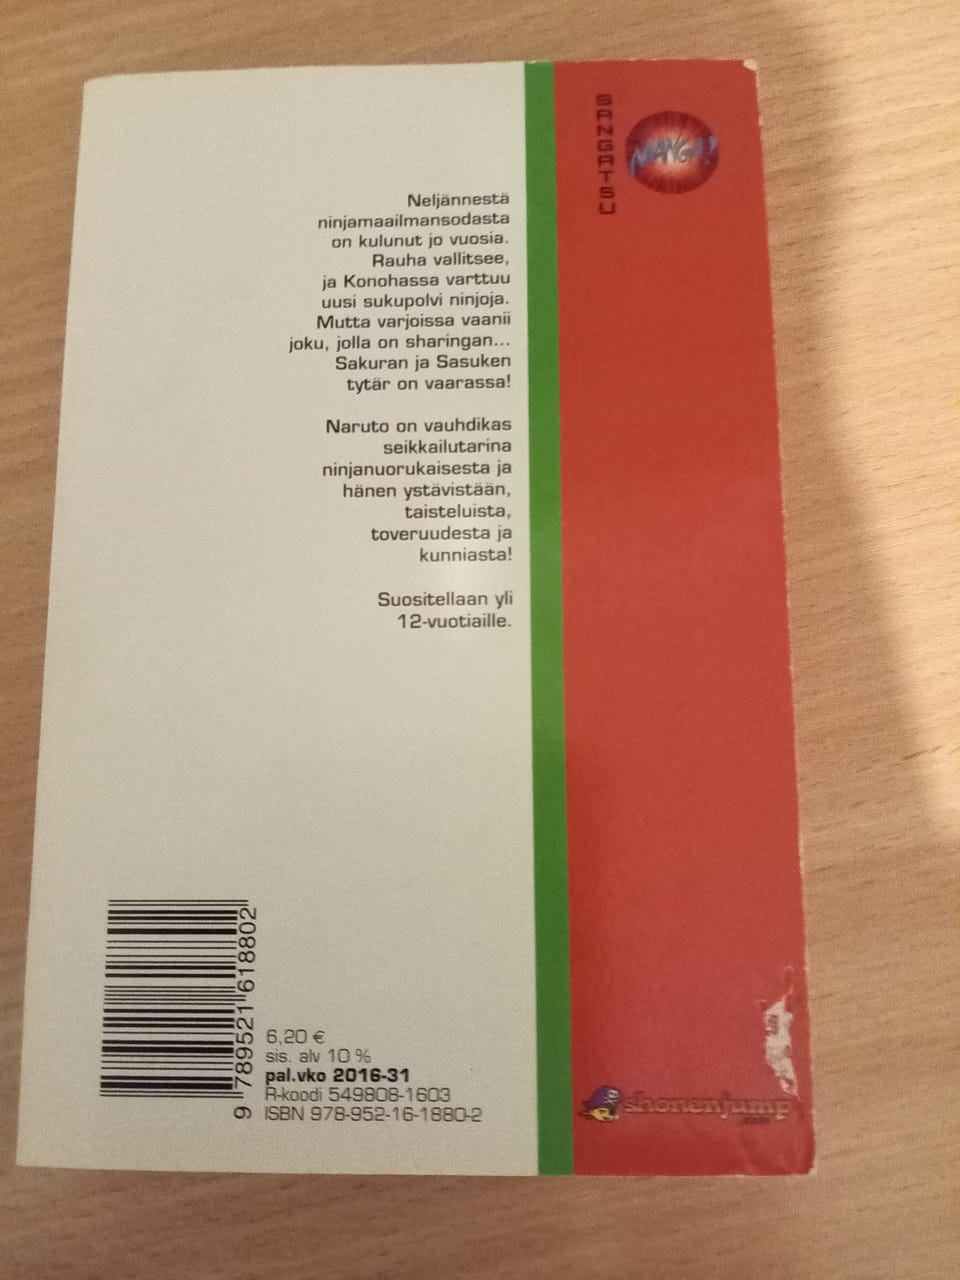 SANGATSU
MANGA!
Neljännestä
ninjamaailmansodasta
on kulunut jo vuosia.
Rauha vallitsee,
ja Konohassa varttuu
uusi sukupolvi ninjoja.
Mutta varjoissa vaanii
joku, jolla on sharingan...
Sakuran ja Sasuken
tytär on vaarassa!
Naruto on vauhdikas
seikkailutarina
ninjanuorukaisesta ja
hänen ystävistään,
taisteluista,
toveruudesta ja
kunniasta!
Suositellaan yli
12-vuotiaille.
9 789521 618802
6,20 €
sis. alv 10 %
pal.vko 2016-31
R-koodi 549808-1603
ISBN 978-952-16-1880-2
shonenjump